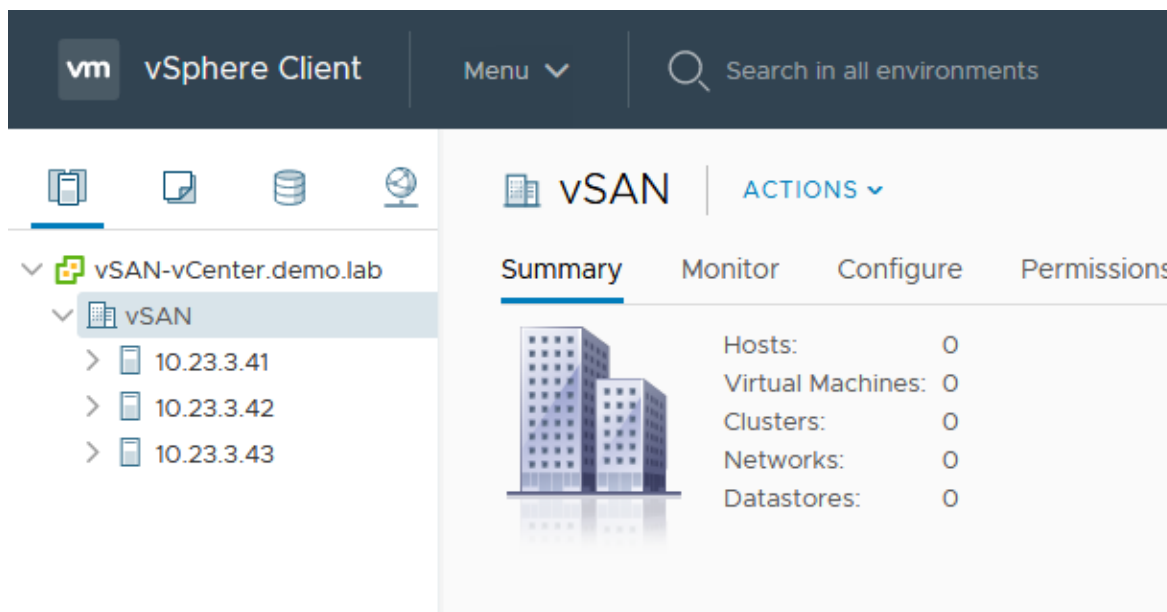 vm vSphere Client Menu Search in all environments
vSAN ACTIONS
vSAN-vCenter.demo.lab
Summary Monitor Configure Permissions
vSAN
10.23.3.41
10.23.3.42
10.23.3.43
Hosts: 0
Virtual Machines: 0
Clusters: 0
Networks: 0
Datastores: 0